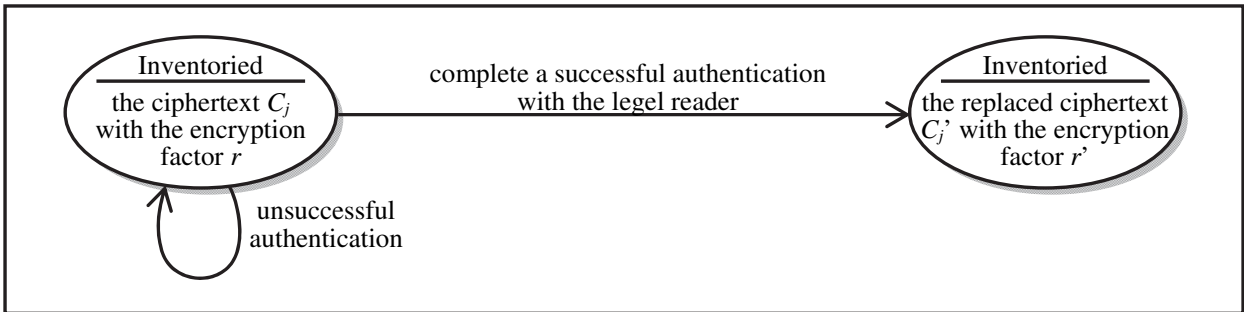 Inventoried
the ciphertext Cj
with the encryption
factor r
complete a successful authentication
with the legel reader
Inventoried
the replaced ciphertext
Cj’ with the encryption
factor r’
unsuccessful
authentication